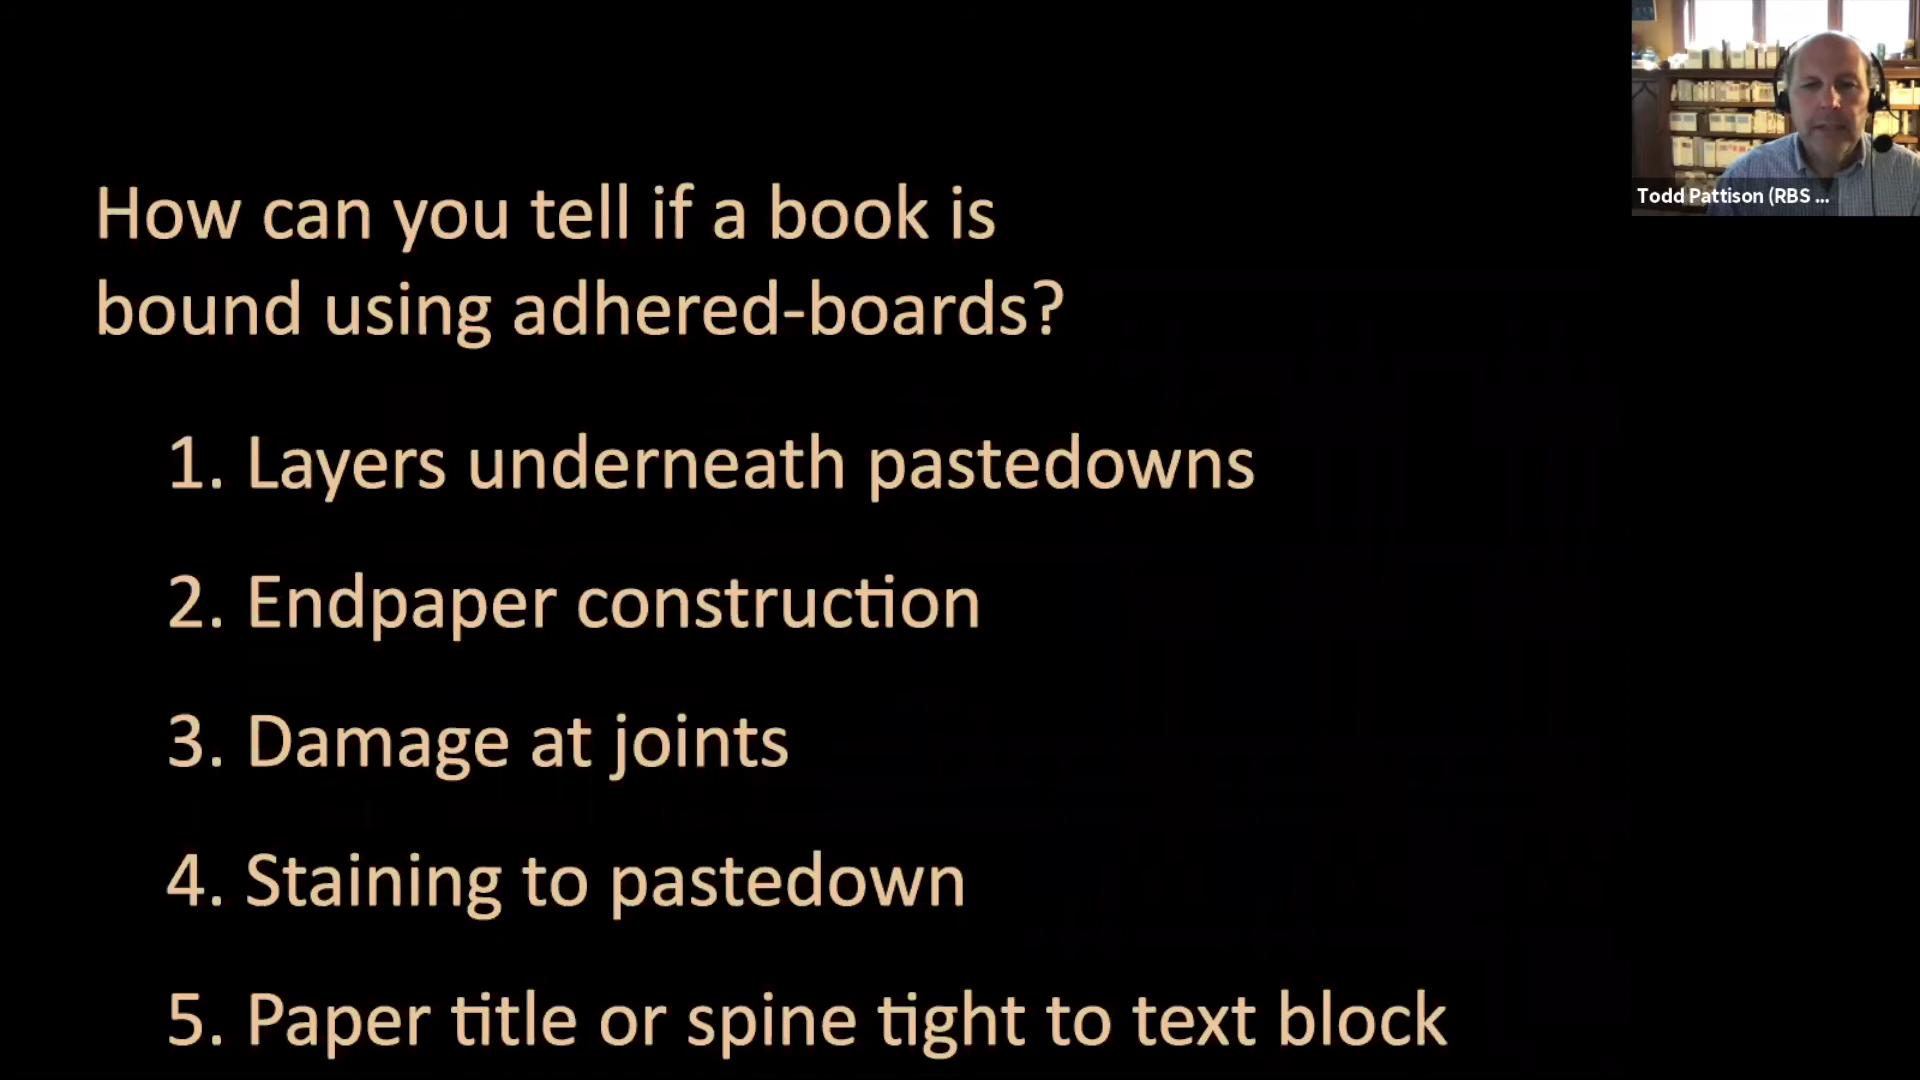 How can you tell if a book is
bound using adhered-boards?
1. Layers underneath pastedowns
2. Endpaper construction
3. Damage at joints
4. Staining to pastedown
5. Paper title or spine tight to text block
Todd Pattison (RBS ...